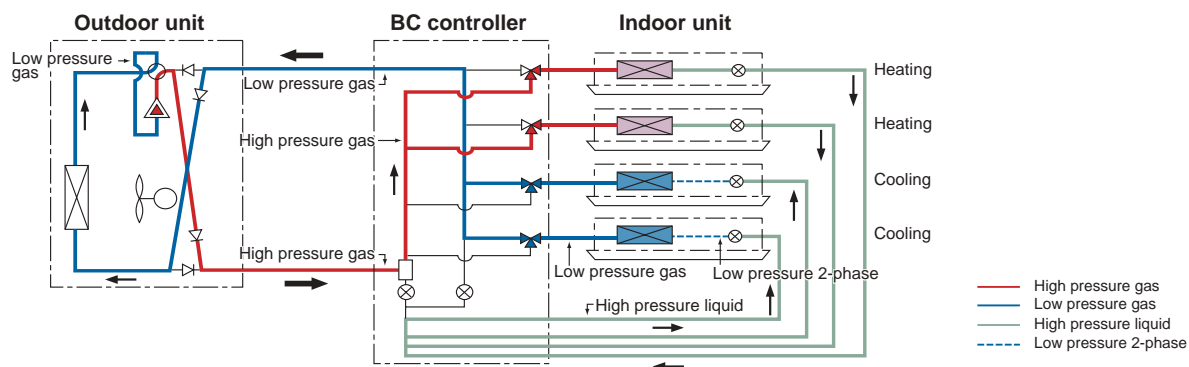 Outdoor unit
BC controller
Indoor unit
Low pressure
gas
Low pressure gas
High pressure gas
High pressure gas
Heating
Heating
Cooling
Cooling
Low pressure gas
Low pressure 2-phase
High pressure liquid
High pressure gas
Low pressure gas
High pressure liquid
Low pressure 2-phase